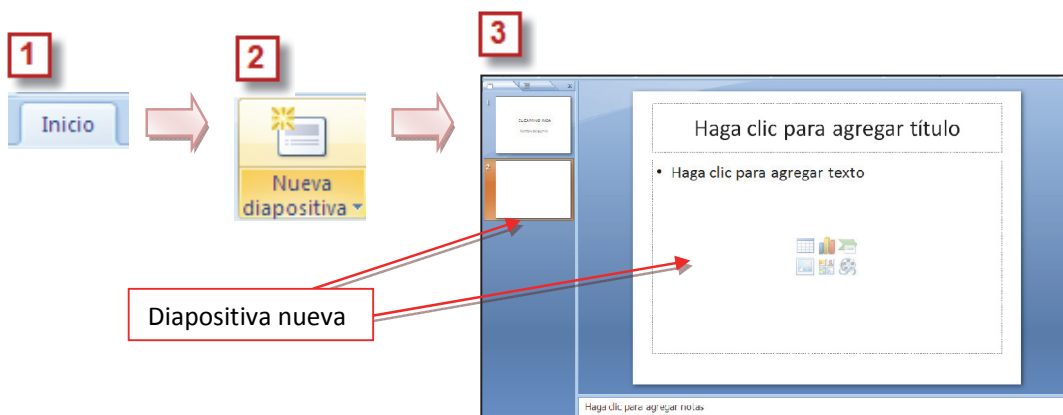 1
2
3
Inicio
Nueva
diapositiva
Haga clic para agregar título
• Haga clic para agregar texto
Diapositiva nueva
Haga clic para agregar notas